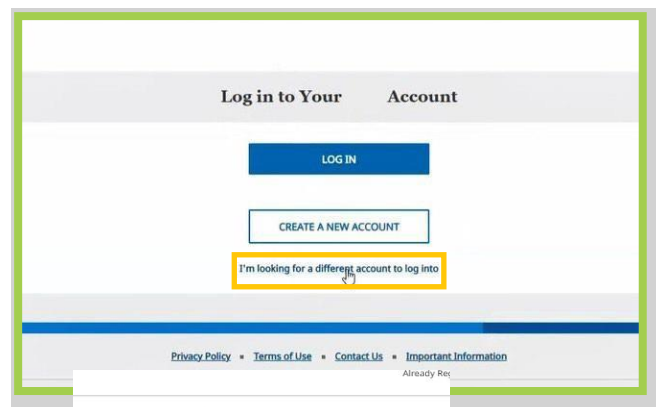 Log in to Your Account
LOG IN
CREATE A NEW ACCOUNT
I'm looking for a different account to log into
Privacy Policy ▪ Terms of Use ▪ Contact Us ▪ Important Information
Already